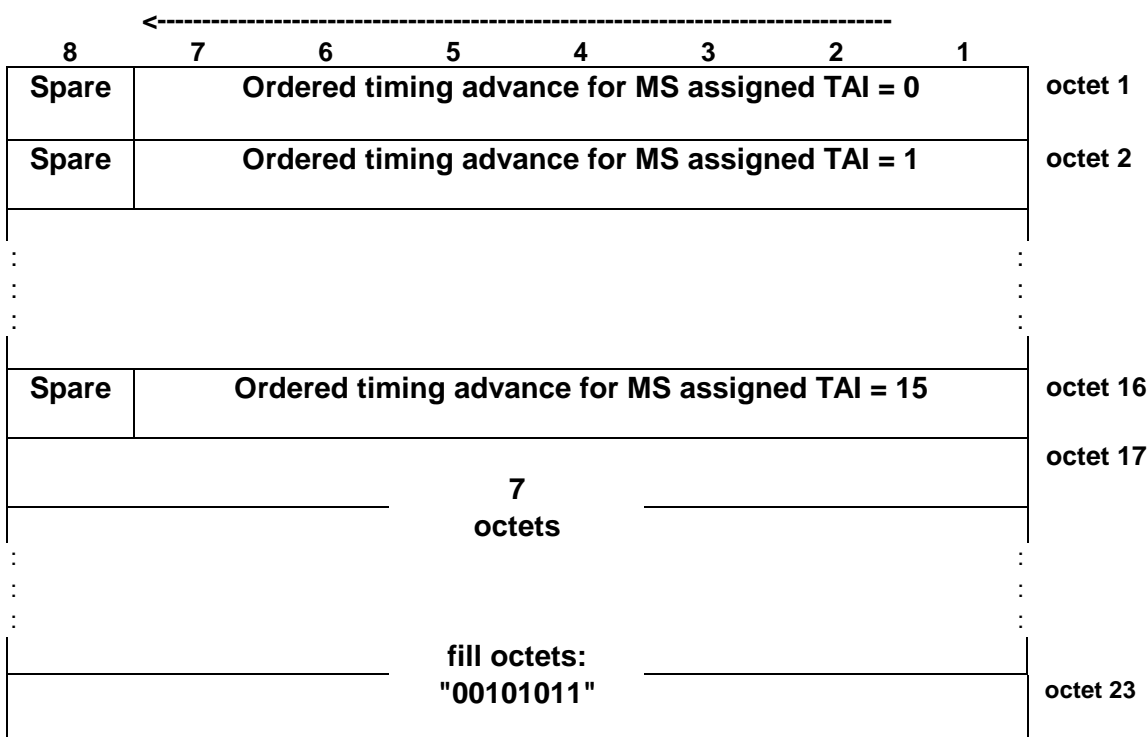 <----------------------------------------------------------------------------------
8 7 6 5 4 3 2 1
Spare Ordered timing advance for MS assigned TAI = 0 octet 1
Spare Ordered timing advance for MS assigned TAI = 1 octet 2
: :
: :
: :
Spare Ordered timing advance for MS assigned TAI = 15 octet 16
octet 17
7
octets
: :
: :
: :
fill octets:
"00101011" octet 23